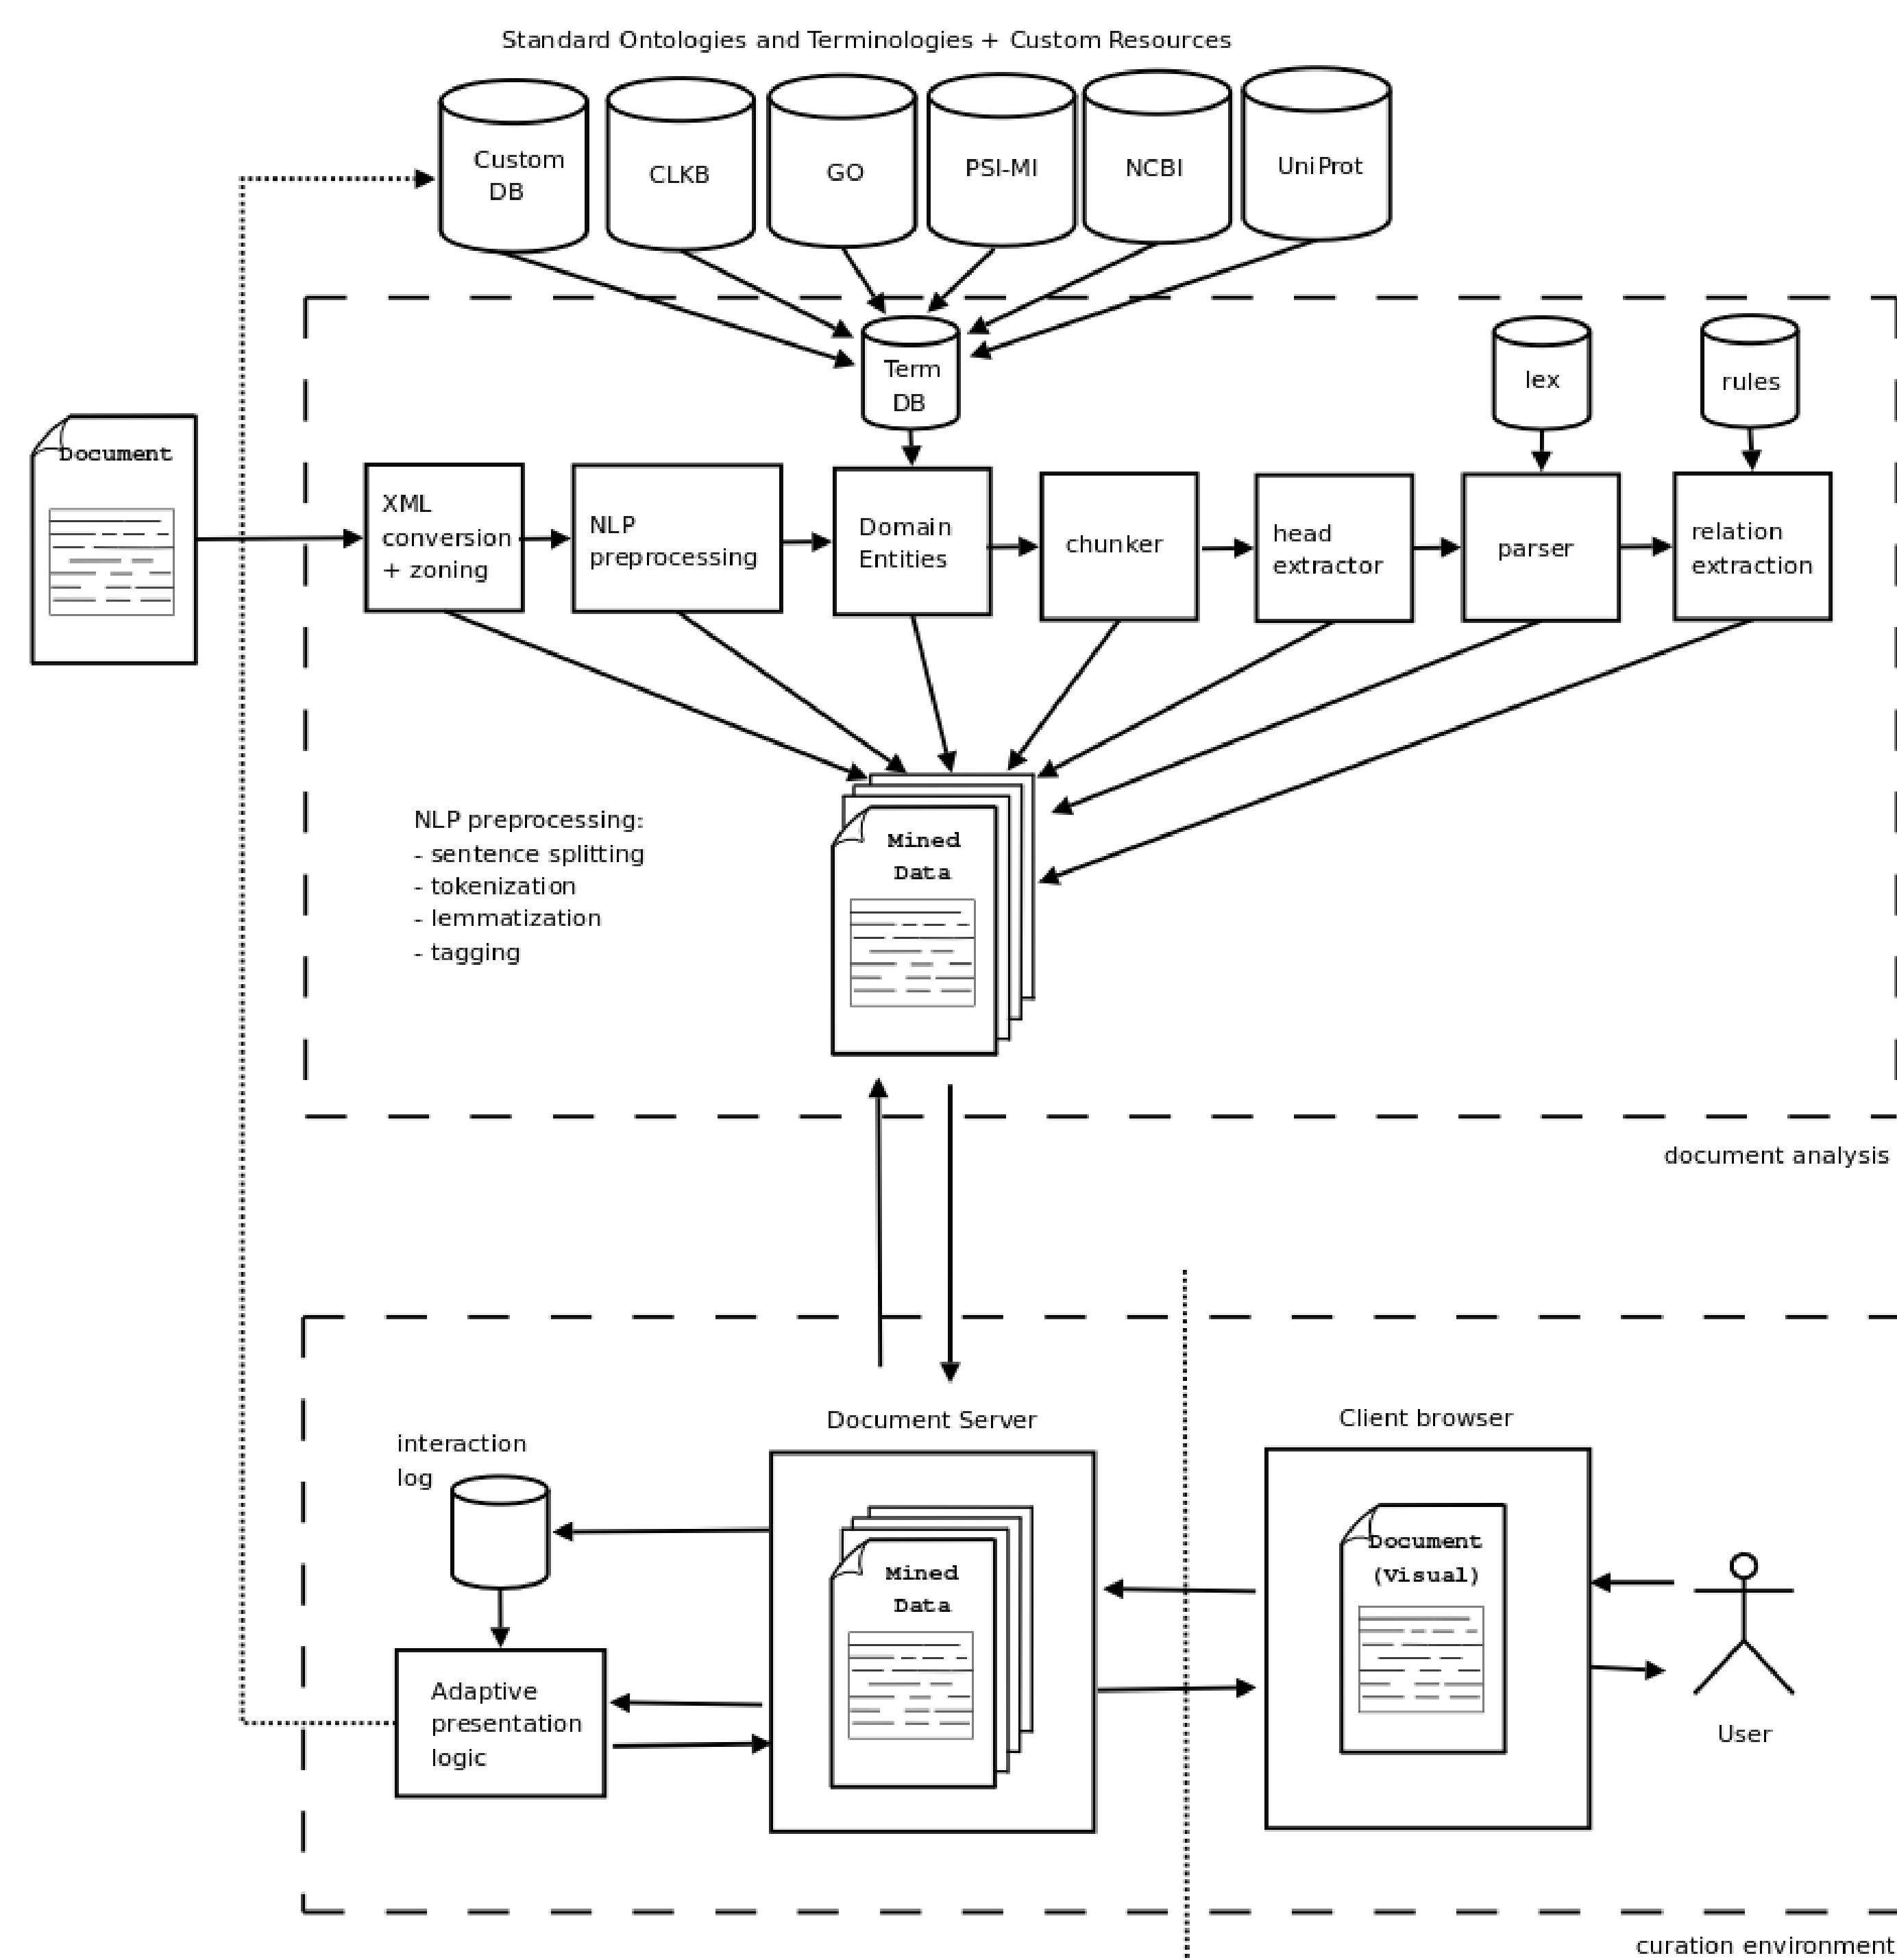 Standard Ontologies and Terminologies + Custom Resources
Custom
DB
CLKB
GO
PSI-MI
NCBI
UniProt
Term
DB
lex
rules
Document
XML
conversion
+ zoning
NLP
preprocessing
Domain
Entities
chunker
head
extractor
parser
relation
extraction
NLP preprocessing:
- sentence splitting
- tokenization
- lemmatization
- tagging
Mined
Data
document analysis
Document Server
Client browser
interaction
log
Mined
Data
Document
(Visual)
Adaptive
presentation
logic
User
curation environment